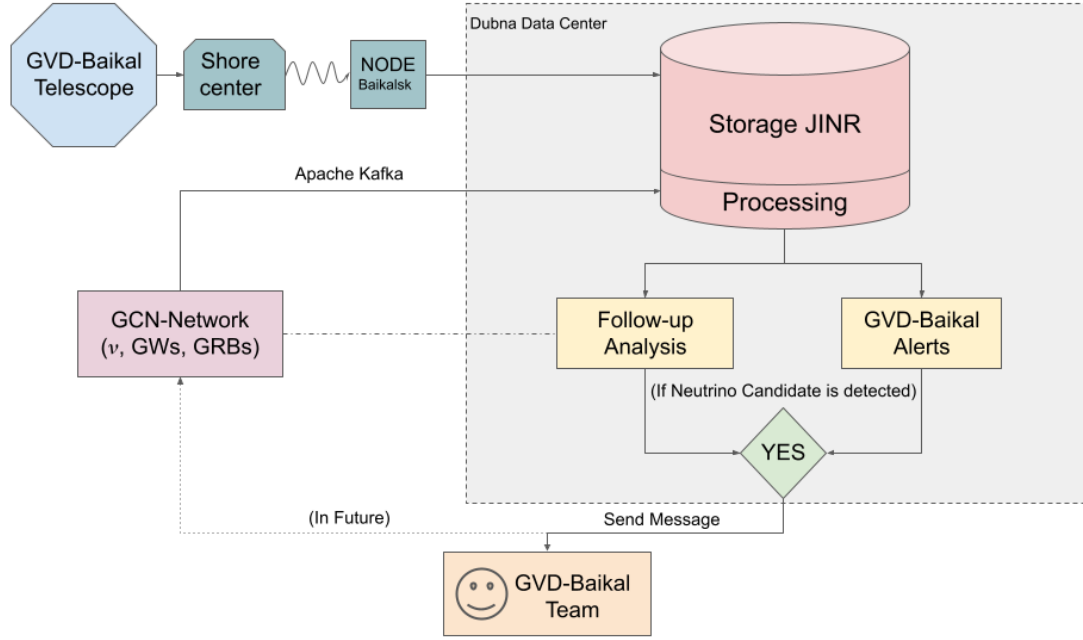 Dubna Data Center
GVD-Baikal
Telescope
Shore
center
NODE
Baikalsk
Storage JINR
Processing
Apache Kafka
GCN-Network
(ν, GWs, GRBs)
Follow-up
Analysis
GVD-Baikal
Alerts
(If Neutrino Candidate is detected)
YES
(In Future)
Send Message
GVD-Baikal
Team